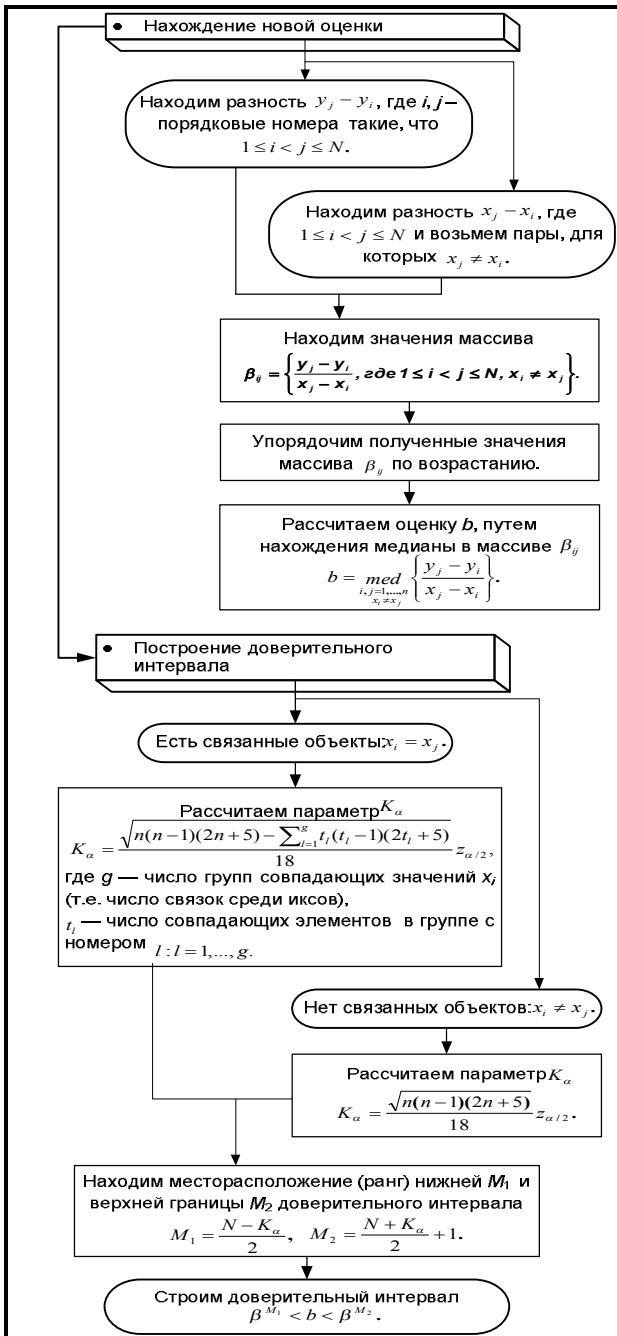 • Нахождение новой оценки
Находим разность y_j − y_i, где i, j –
порядковые номера такие, что
1 ≤ i < j ≤ N.
Находим разность x_j − x_i, где
1 ≤ i < j ≤ N и возьмем пары, для
которых x_j ≠ x_i.
Находим значения массива
β_ij = { (y_j − y_i) / (x_j − x_i), где 1 ≤ i < j ≤ N, x_i ≠ x_j }.
Упорядочим полученные значения
массива β_ij по возрастанию.
Рассчитаем оценку b, путем
нахождения медианы в массиве β_ij
b = med_{i, j=1,...,n x_i≠x_j} { (y_j − y_i) / (x_j − x_i) }.
• Построение доверительного
интервала
Есть связанные объекты: x_i = x_j.
Рассчитаем параметр K_α
K_α = √(n(n−1)(2n+5) − ∑_{l=1}^{g} t_l(t_l −1)(2t_l +5)) / 18 z_{α/2},
где g — число групп совпадающих значений x_i
(т.е. число связок среди иксов),
t_l — число совпадающих элементов в группе с
номером l : l = 1,..., g.
Нет связанных объектов: x_i ≠ x_j.
Рассчитаем параметр K_α
K_α = √(n(n−1)(2n+5)) / 18 z_{α/2}.
Находим месторасположение (ранг) нижней M_1 и
верхней границы M_2 доверительного интервала
M_1 = (N − K_α) / 2, M_2 = (N + K_α) / 2 + 1.
Строим доверительный интервал
β^{M_1} < b < β^{M_2}.